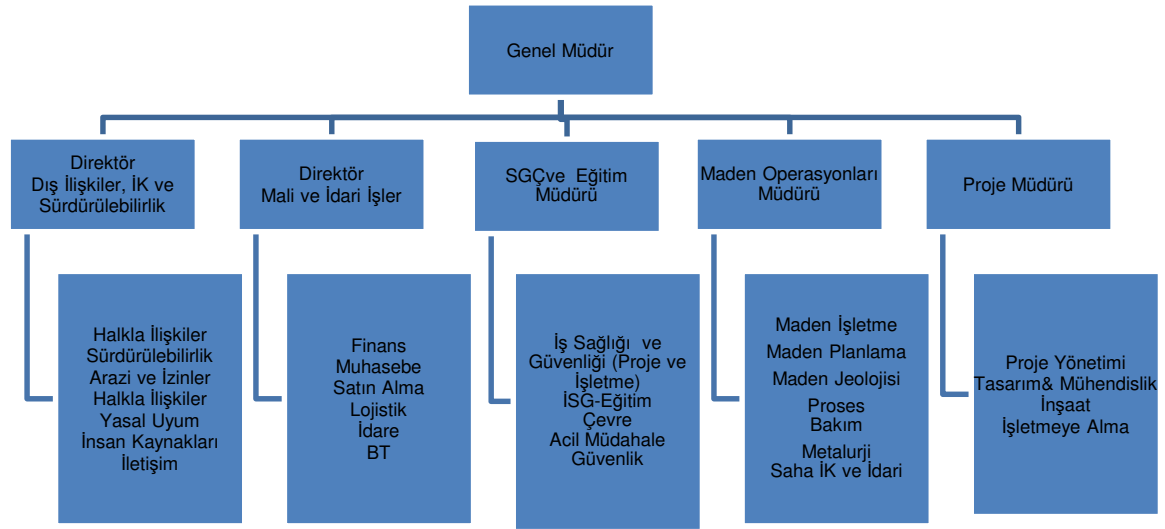 Genel Müdür
Direktör
Dış İlişkiler, İK ve
Sürdürülebilirlik
Direktör
Mali ve İdari İşler
SGÇve Eğitim
Müdürü
Maden Operasyonları
Müdürü
Proje Müdürü
Halkla İlişkiler
Sürdürülebilirlik
Arazi ve İzinler
Halkla İlişkiler
Yasal Uyum
İnsan Kaynakları
İletişim
Finans
Muhasebe
Satın Alma
Lojistik
İdare
BT
İş Sağlığı ve
Güvenliği (Proje ve
İşletme)
İSG-Eğitim
Çevre
Acil Müdahale
Güvenlik
Maden İşletme
Maden Planlama
Maden Jeolojisi
Proses
Bakım
Metalurji
Saha İK ve İdari
Proje Yönetimi
Tasarım& Mühendislik
İnşaat
İşletmeye Alma